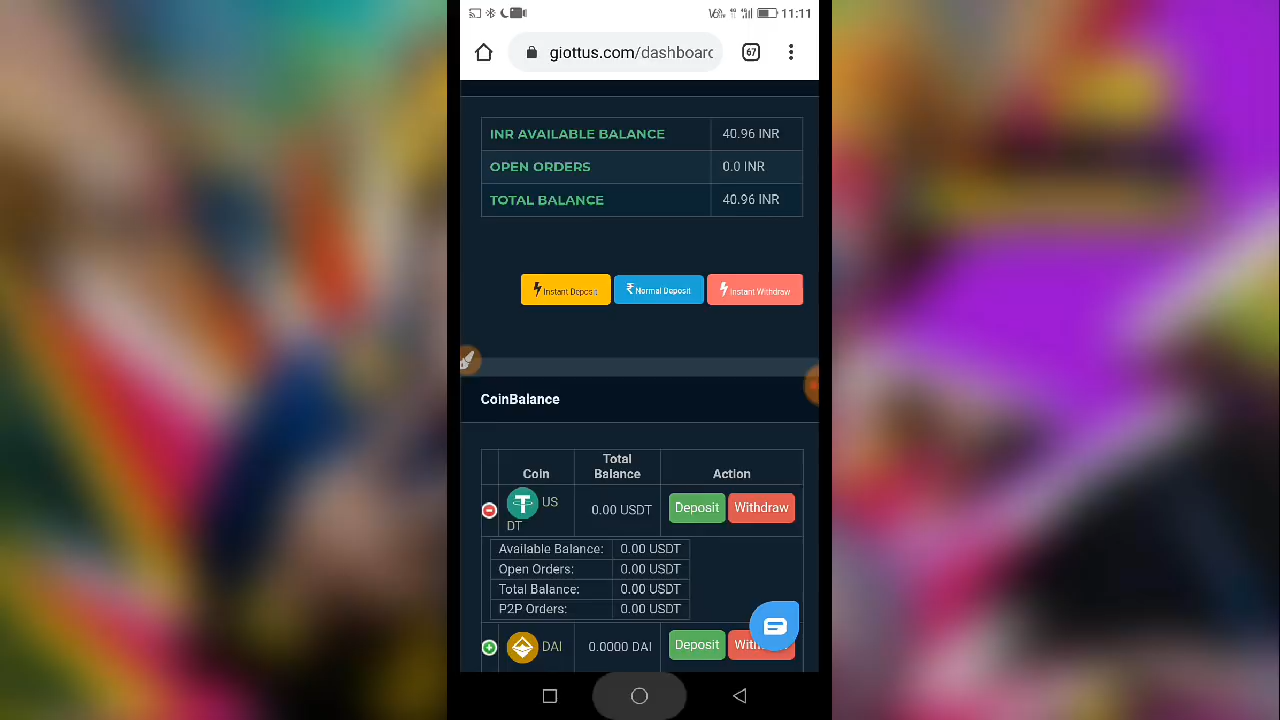 11:11
giottus.com/dashboard
67
INR AVAILABLE BALANCE 40.96 INR
OPEN ORDERS 0.0 INR
TOTAL BALANCE 40.96 INR
Instant Deposit ₹ Normal Deposit Instant Withdraw
CoinBalance
Total
Coin Balance Action
US
DT 0.00 USDT Deposit Withdraw
Available Balance: 0.00 USDT
Open Orders: 0.00 USDT
Total Balance: 0.00 USDT
P2P Orders: 0.00 USDT
DAI 0.0000 DAI Deposit